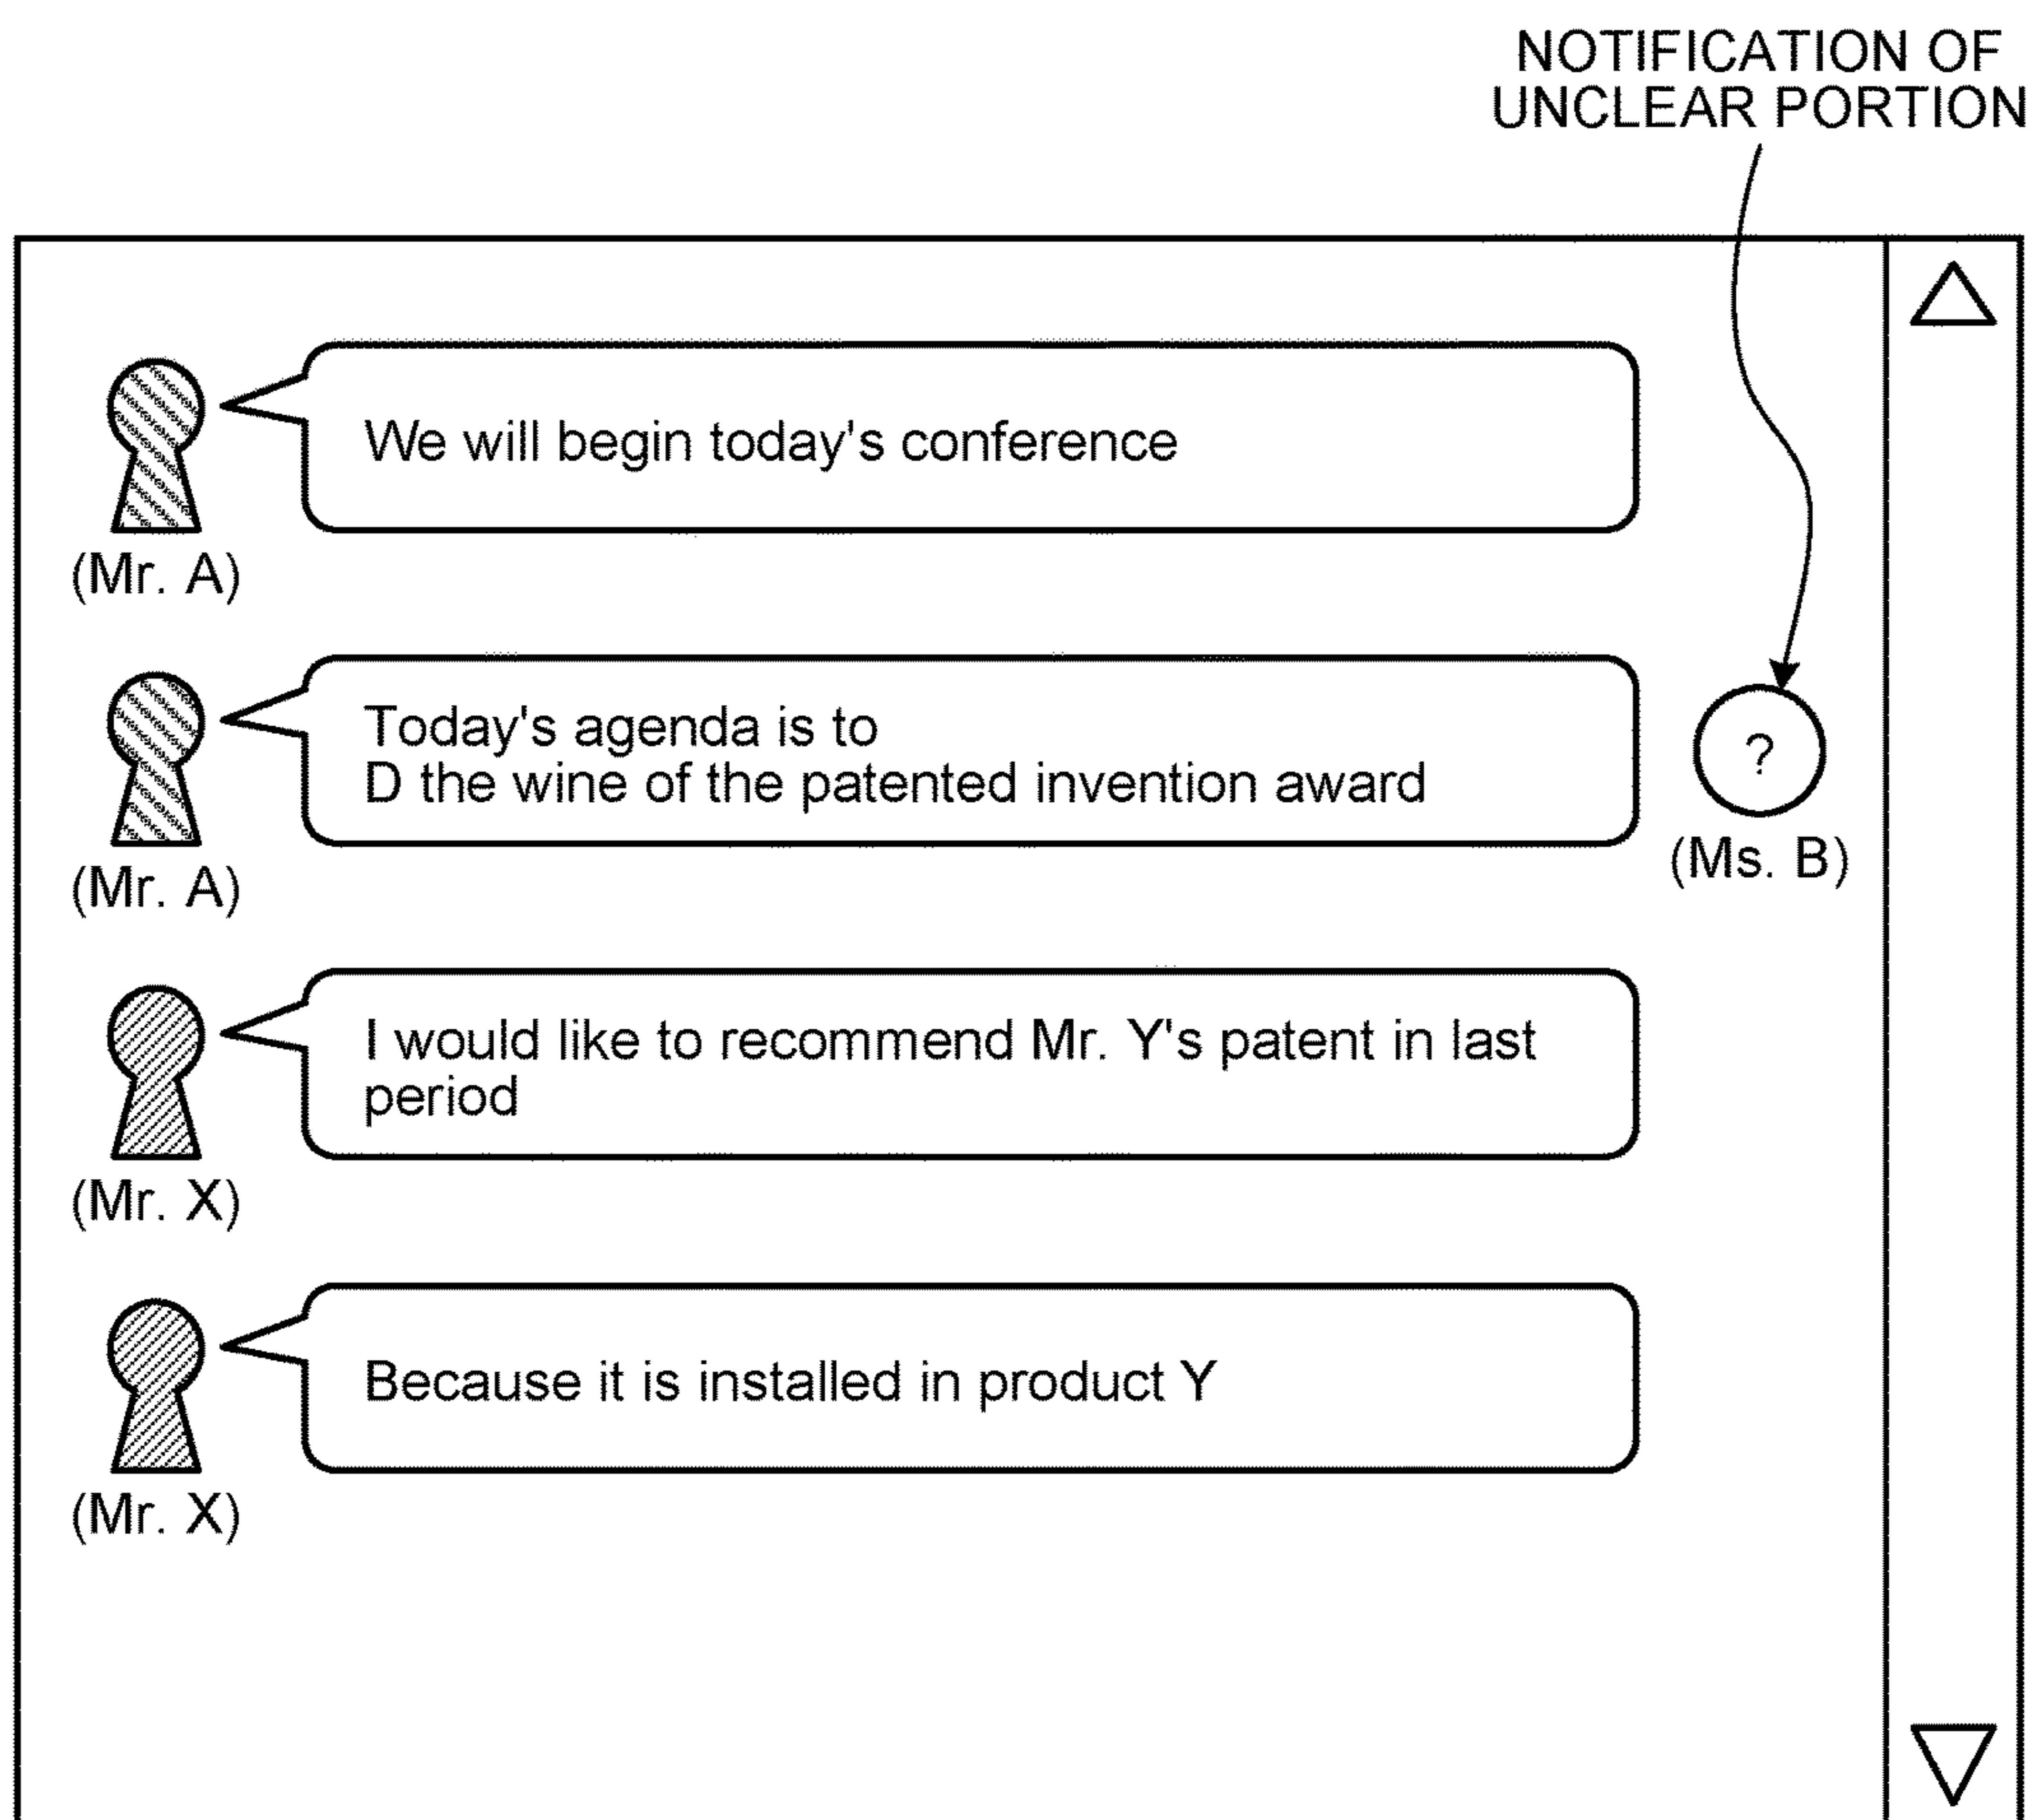 NOTIFICATION OF
UNCLEAR PORTION
We will begin today's conference
(Mr. A)
Today's agenda is to
D the wine of the patented invention award
?
(Mr. A)
(Ms. B)
I would like to recommend Mr. Y's patent in last
period
(Mr. X)
Because it is installed in product Y
(Mr. X)